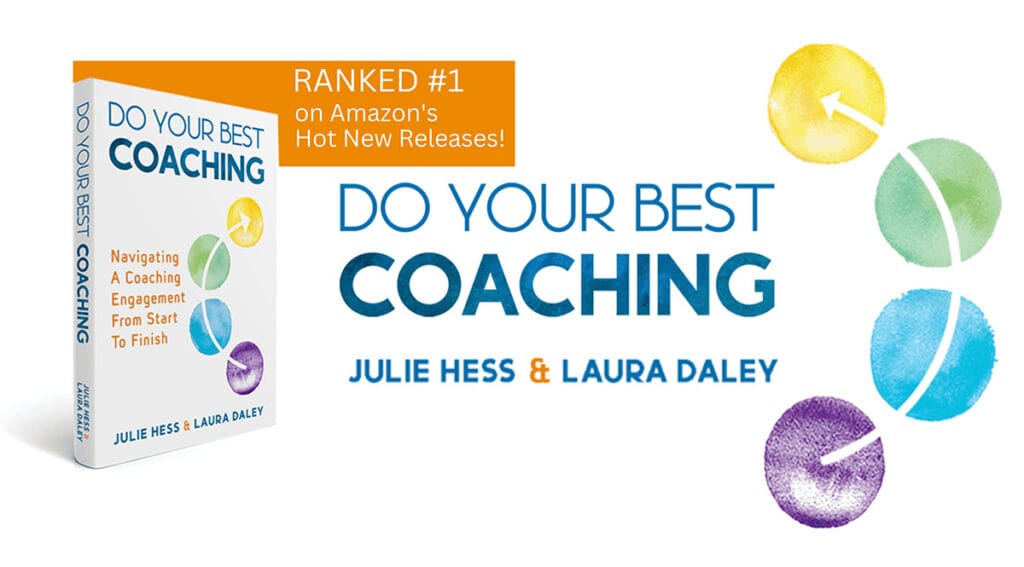 RANKED #1
on Amazon's
Hot New Releases!
DO YOUR BEST
COACHING
Navigating
A Coaching
Engagement
From Start
To Finish
JULIE HESS & LAURA DALEY
DO YOUR BEST COACHING
JULIE HESS &
LAURA DALEY
DO YOUR BEST
COACHING
JULIE HESS & LAURA DALEY